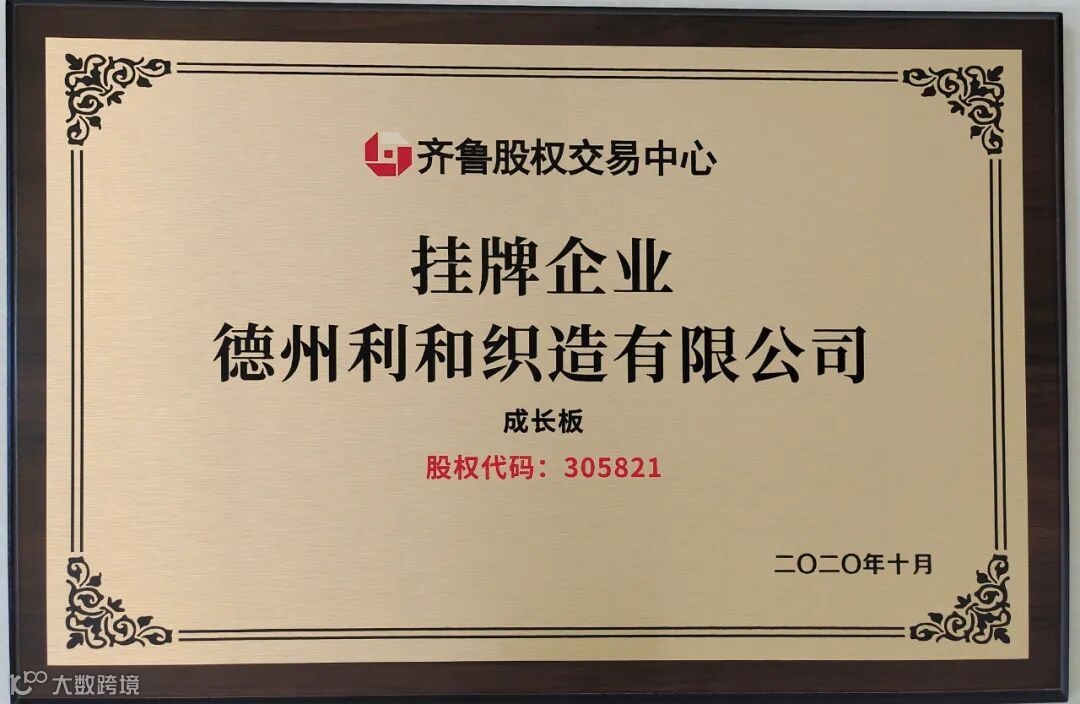 齐鲁股权交易中心
挂牌企业
德州利和织造有限公司
成长板
股权代码：305821
二〇二〇年十月
大数跨境